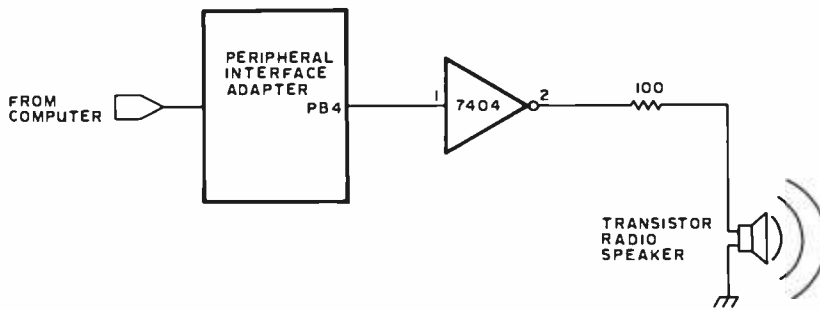 FROM
COMPUTER
PERIPHERAL
INTERFACE
ADAPTER
PB4
1
7404
2
100
TRANSISTOR
RADIO
SPEAKER